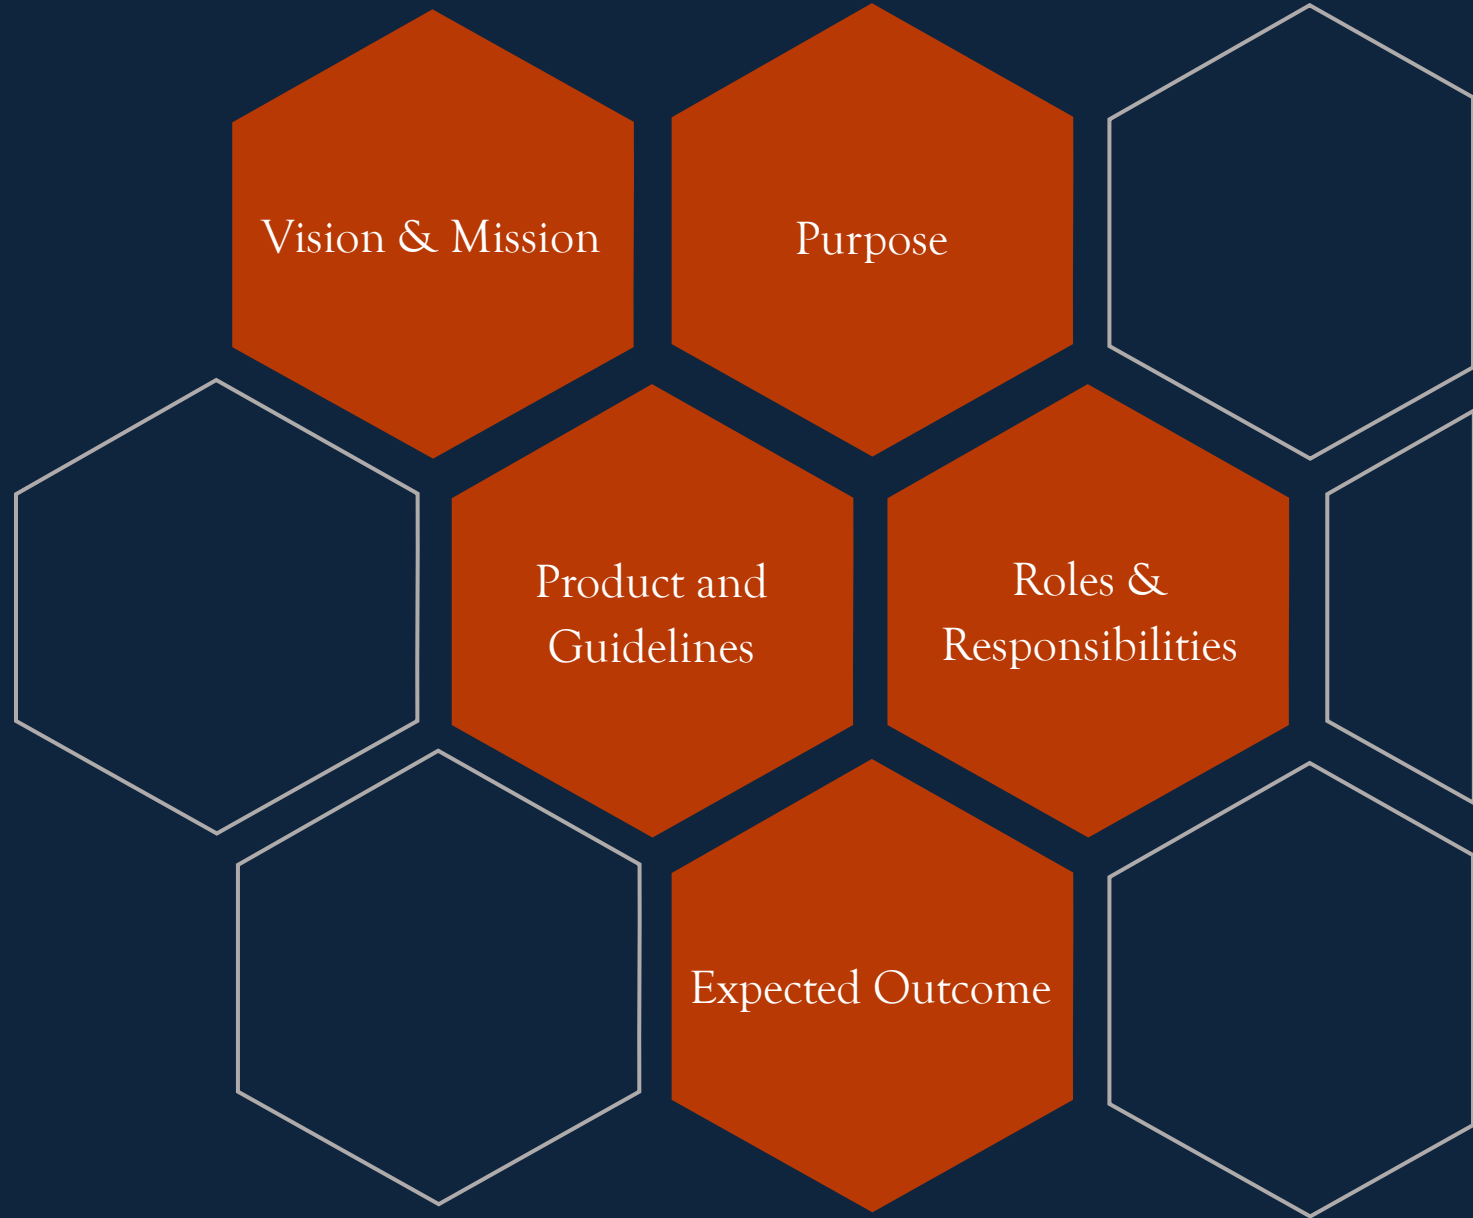 Vision & Mission
Purpose
Product and
Guidelines
Roles &
Responsibilities
Expected Outcome